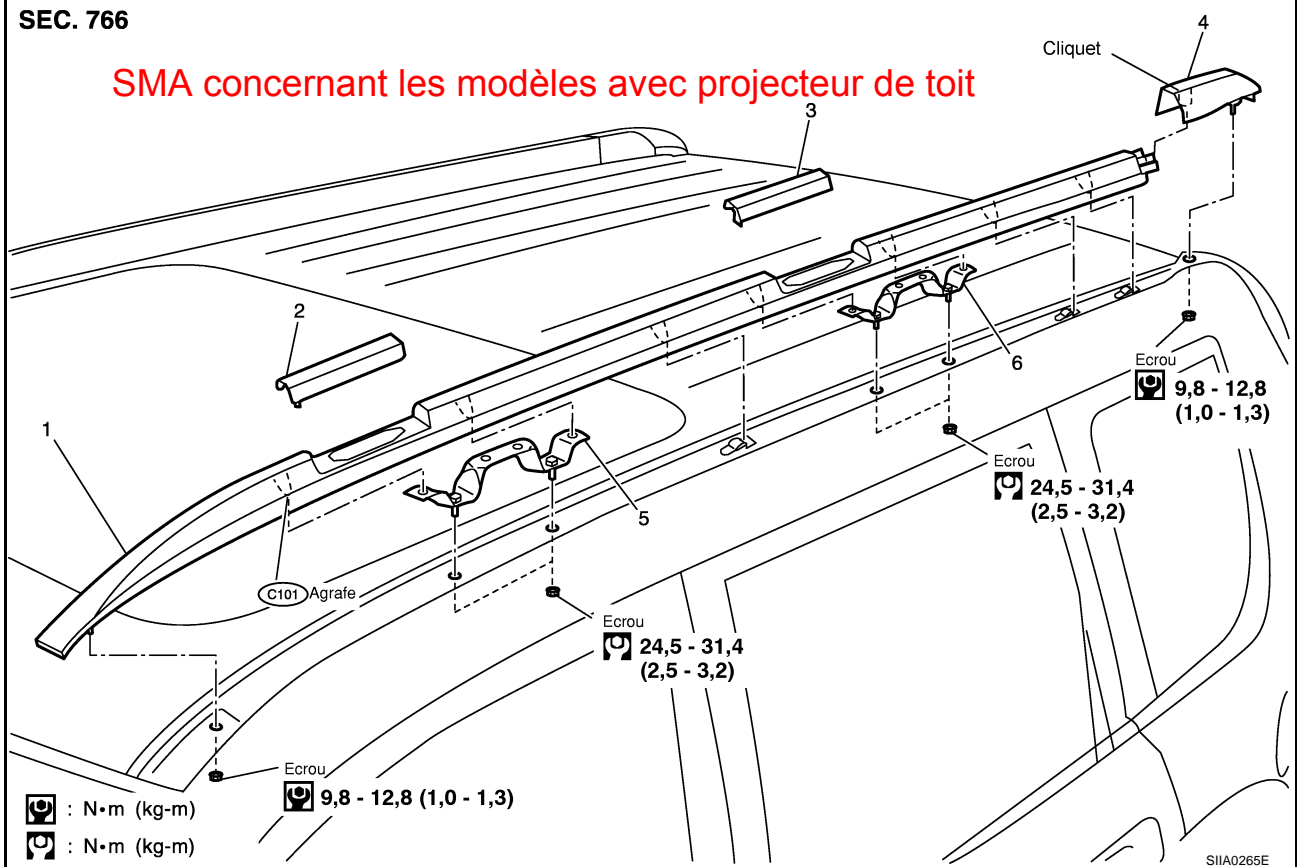 SEC. 766
SMA concernant les modèles avec projecteur de toit
4
Cliquet
3
2
6
Ecrou
9,8 - 12,8
(1,0 - 1,3)
1
Ecrou
24,5 - 31,4
(2,5 - 3,2)
5
C101 Agrafe
Ecrou
24,5 - 31,4
(2,5 - 3,2)
Ecrou
9,8 - 12,8 (1,0 - 1,3)
: N•m (kg-m)
: N•m (kg-m)
SIIA0265E